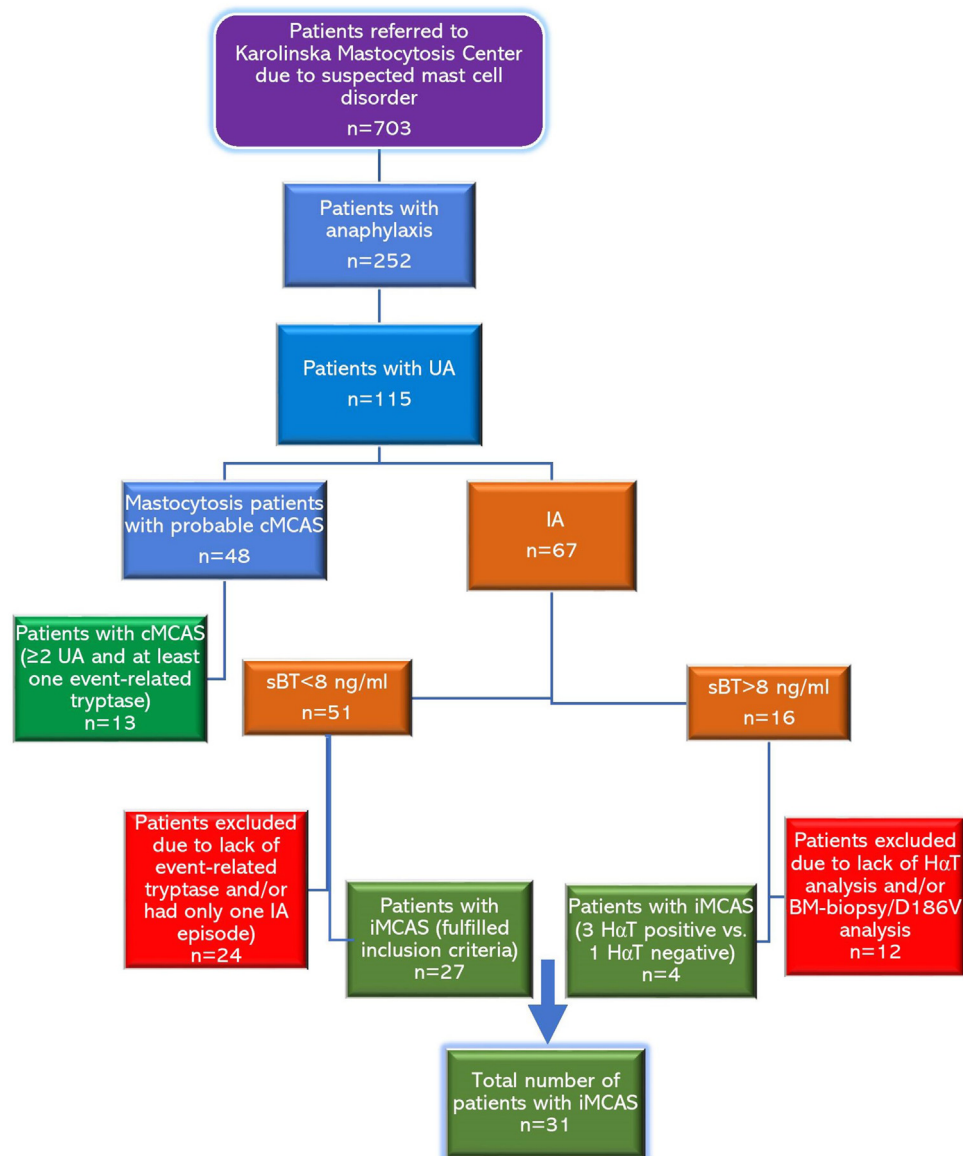 Patients referred to
Karolinska Mastocytosis Center
due to suspected mast cell
disorder
n=703
Patients with
anaphylaxis
n=252
Patients with UA
n=115
Mastocytosis patients
with probable cMCAS
n=48
IA
n=67
Patients with cMCAS
(≥2 UA and at least
one event-related
tryptase)
n=13
sBT<8 ng/ml
n=51
sBT>8 ng/ml
n=16
Patients excluded
due to lack of
event-related
tryptase and/or
had only one IA
episode)
n=24
Patients with
iMCAS (fulfilled
inclusion criteria)
n=27
Patients with iMCAS
(3 HαT positive vs.
1 HαT negative)
n=4
Patients excluded
due to lack of HαT
analysis and/or
BM-biopsy/D186V
analysis
n=12
Total number of
patients with iMCAS
n=31